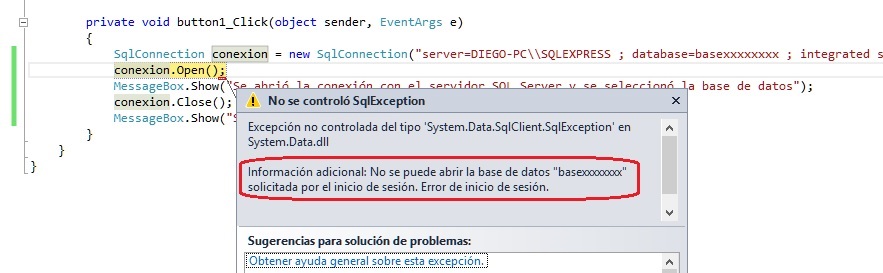 private void button1_Click(object sender, EventArgs e)
{
SqlConnection conexion = new SqlConnection("server=DIEGO-PC\\SQLEXPRESS ; database=basexxxxxxxx ; integrated s
conexion.Open();
MessageBox.Show("Se abrió la conexión con el servidor SQL Server y se seleccionó la base de datos");
conexion.Close();
MessageBox.Show("S
}
}
}
No se controló SqlException
Excepción no controlada del tipo 'System.Data.SqlClient.SqlException' en
System.Data.dll
Información adicional: No se puede abrir la base de datos "basexxxxxxxx"
solicitada por el inicio de sesión. Error de inicio de sesión.
Sugerencias para solución de problemas:
Obtener ayuda general sobre esta excepción.